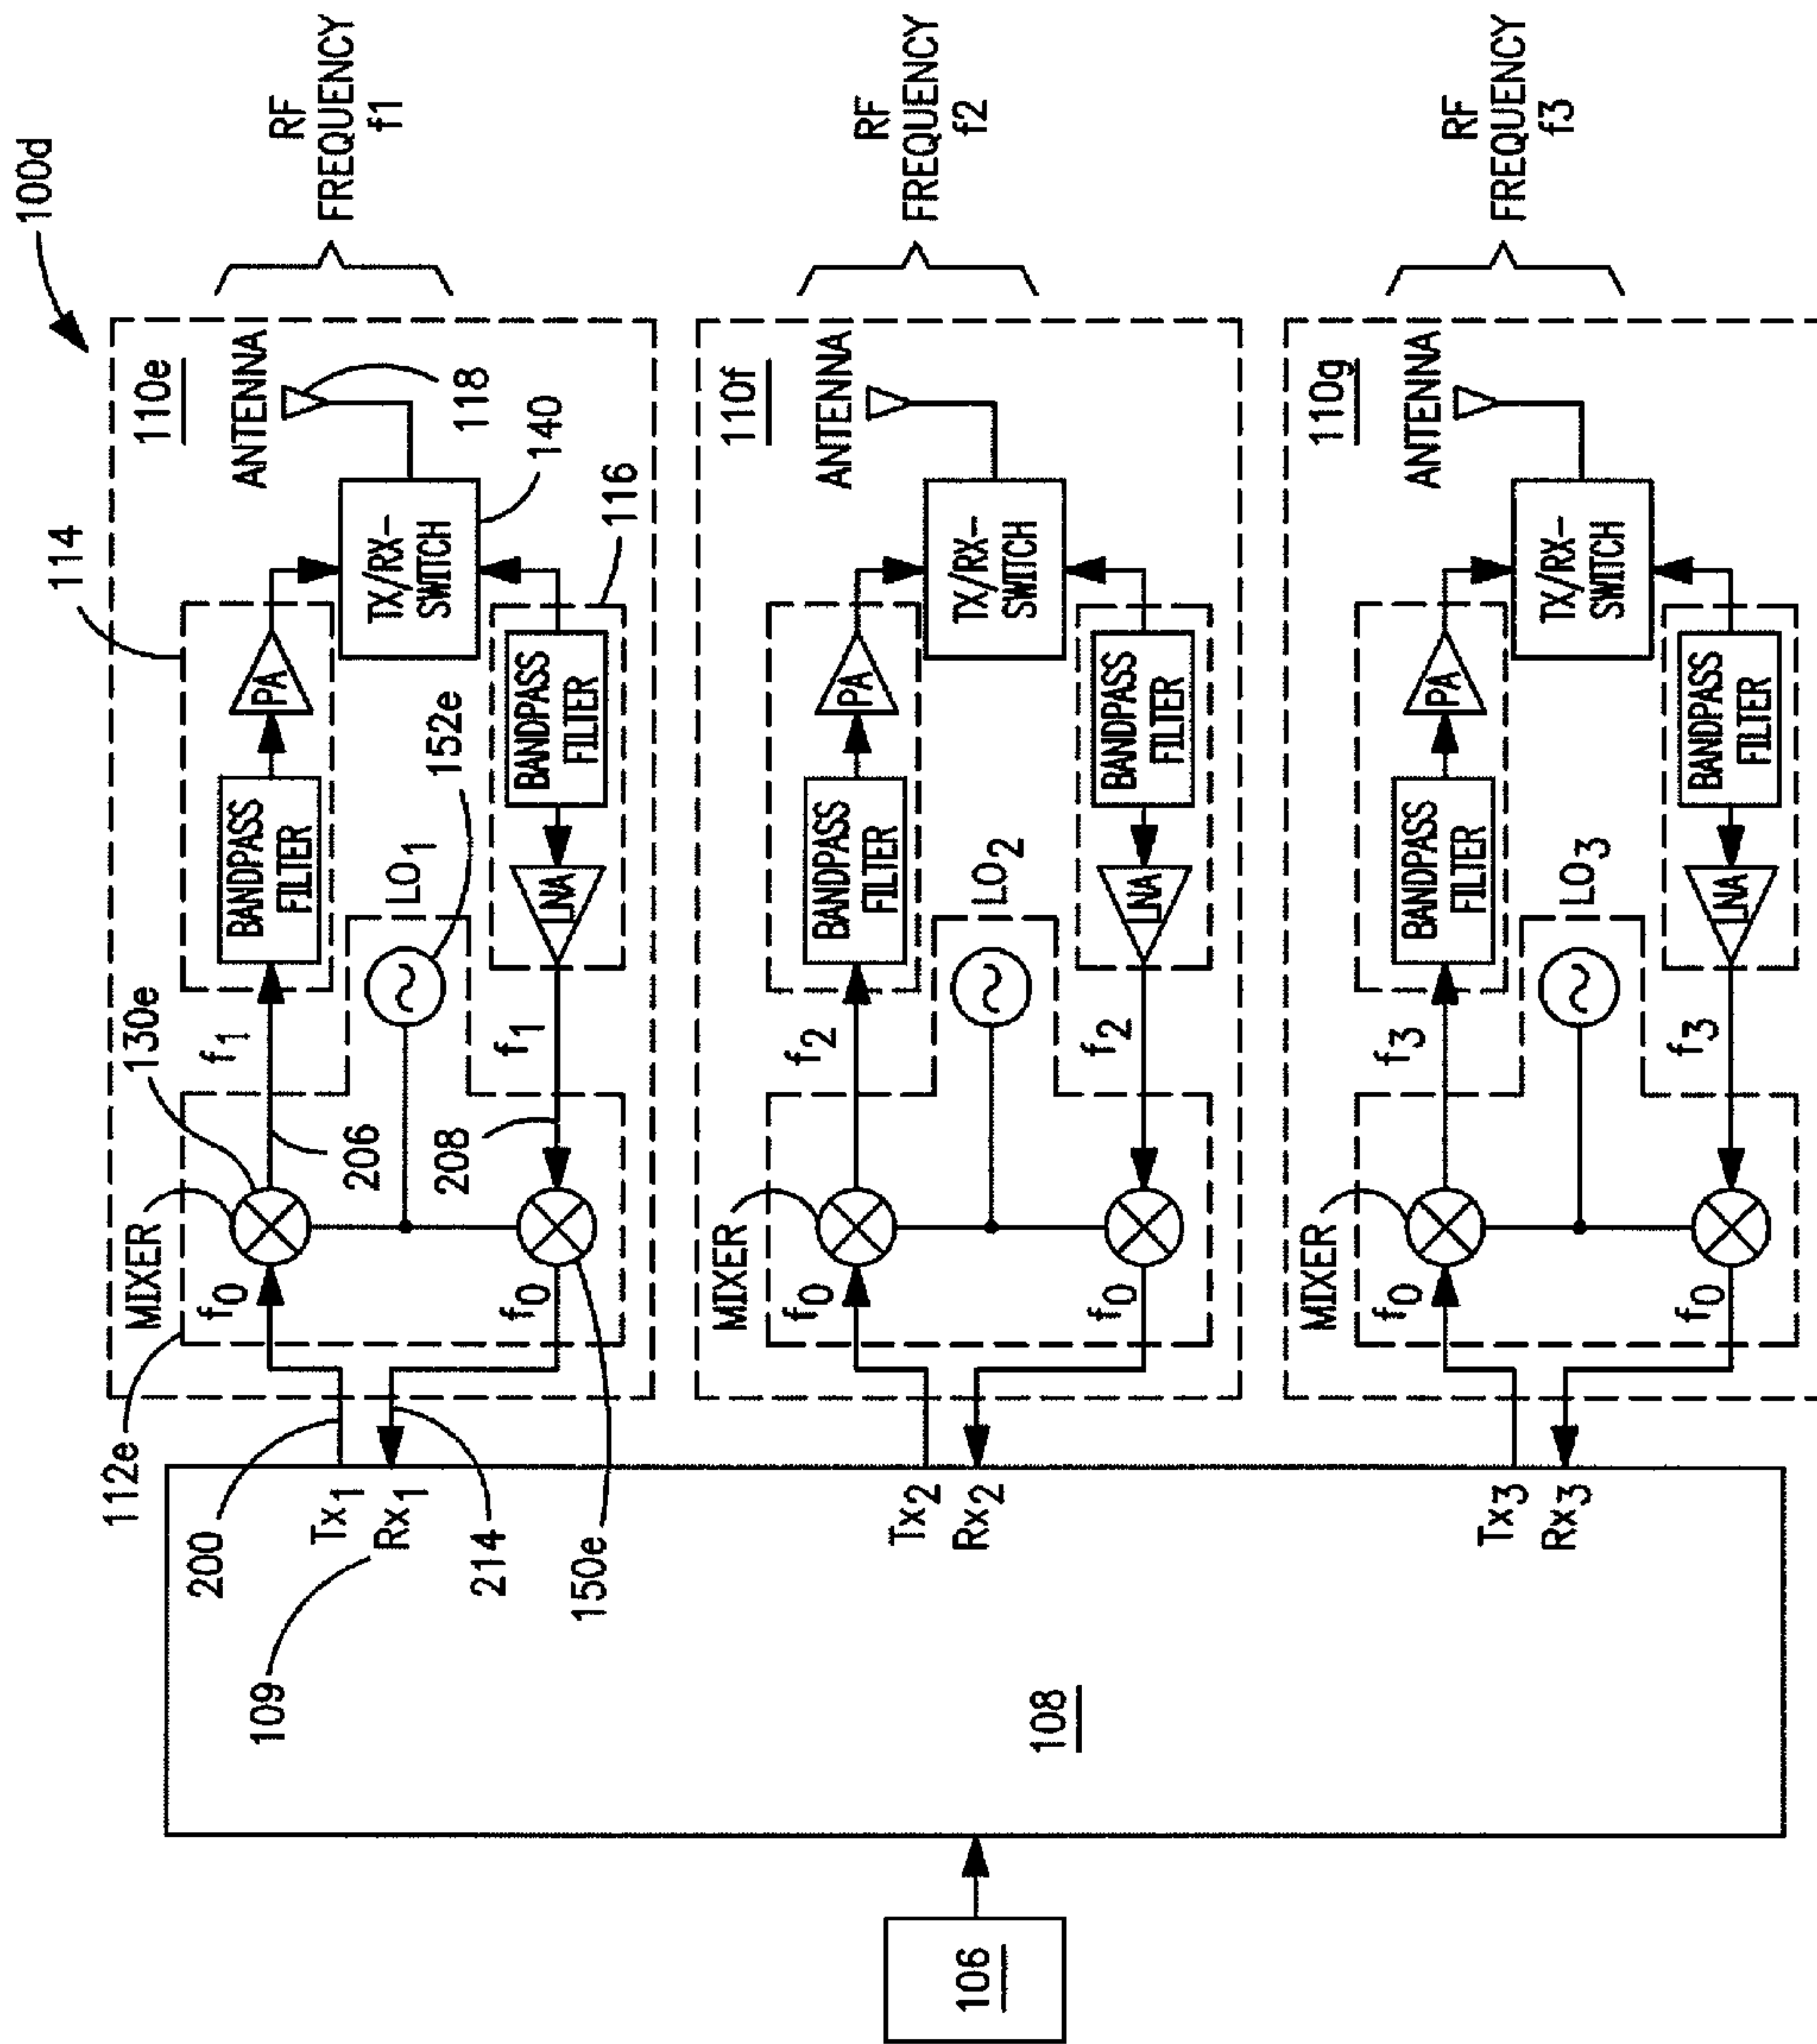 100d
110e
ANTENNA
118
140
116
114
TX/RX-
SWITCH
PA
BANDPASS
FILTER
BANDPASS
FILTER
LNA
152e
LO1
130e
f1
f1
206
208
MIXER
f0
f0
112e
200
Tx1
Rx1
214
150e
109
RF
FREQUENCY
f1
110f
ANTENNA
TX/RX-
SWITCH
PA
BANDPASS
FILTER
BANDPASS
FILTER
LNA
LO2
f2
f2
MIXER
f0
f0
Tx2
Rx2
RF
FREQUENCY
f2
110g
ANTENNA
TX/RX-
SWITCH
PA
BANDPASS
FILTER
BANDPASS
FILTER
LNA
LO3
f3
f3
MIXER
f0
f0
Tx3
Rx3
RF
FREQUENCY
f3
108
106